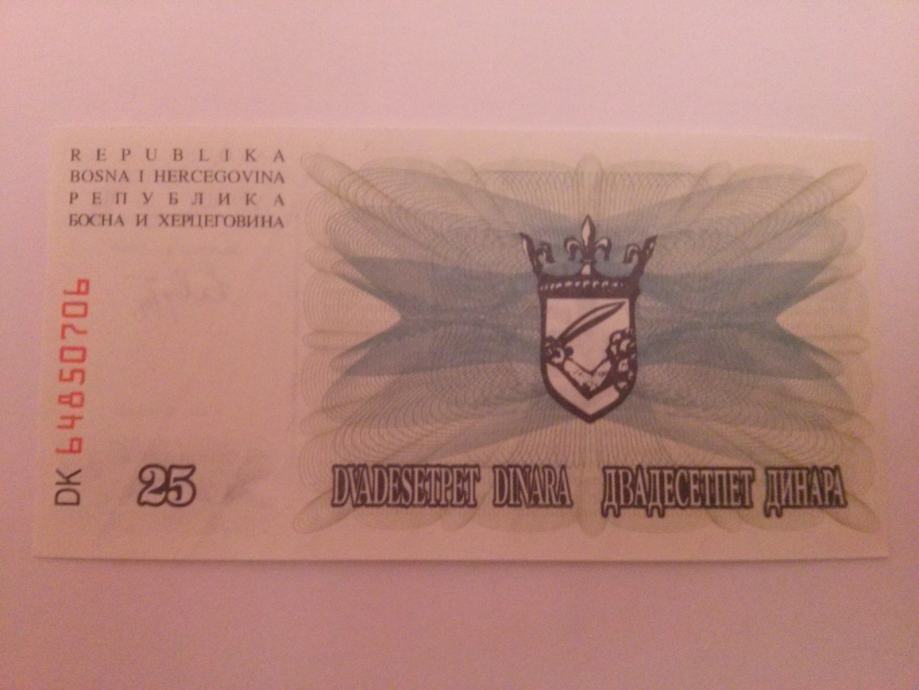 REPUBLIKA
BOSNA I HERCEGOVINA
РЕПУБЛИКА
БОСНА И ХЕРЦЕГОВИНА
DK 64850706
25
DVADESETPET DINARA ДВАДЕСЕТПЕТ ДИНАРА